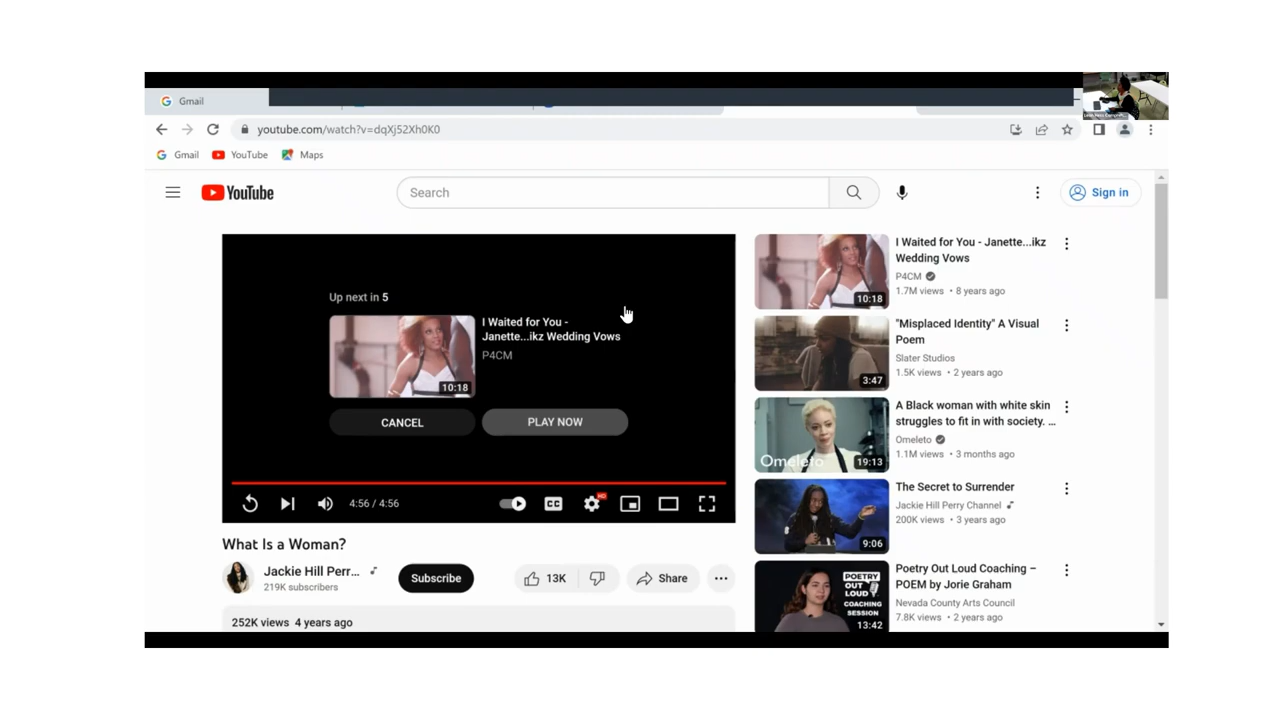 Gmail
youtube.com/watch?v=dqXj52Xh0K0
Gmail YouTube Maps
YouTube
Search
Sign in
Up next in 5
I Waited for You -
Janette...ikz Wedding Vows
P4CM
10:18
CANCEL
PLAY NOW
4:56 / 4:56
CC
HD
What Is a Woman?
Jackie Hill Perr...
219K subscribers
Subscribe
13K
Share
252K views 4 years ago
I Waited for You - Janette...ikz
Wedding Vows
P4CM
1.7M views • 8 years ago
10:18
"Misplaced Identity" A Visual
Poem
Slater Studios
1.5K views • 2 years ago
3:47
A Black woman with white skin
struggles to fit in with society. ...
Omeleto
1.1M views • 3 months ago
Omeleto
19:13
The Secret to Surrender
Jackie Hill Perry Channel
200K views • 3 years ago
9:06
Poetry Out Loud Coaching –
POEM by Jorie Graham
Nevada County Arts Council
7.8K views • 2 years ago
POETRY
OUT
LOUD
COACHING
SESSION
13:42